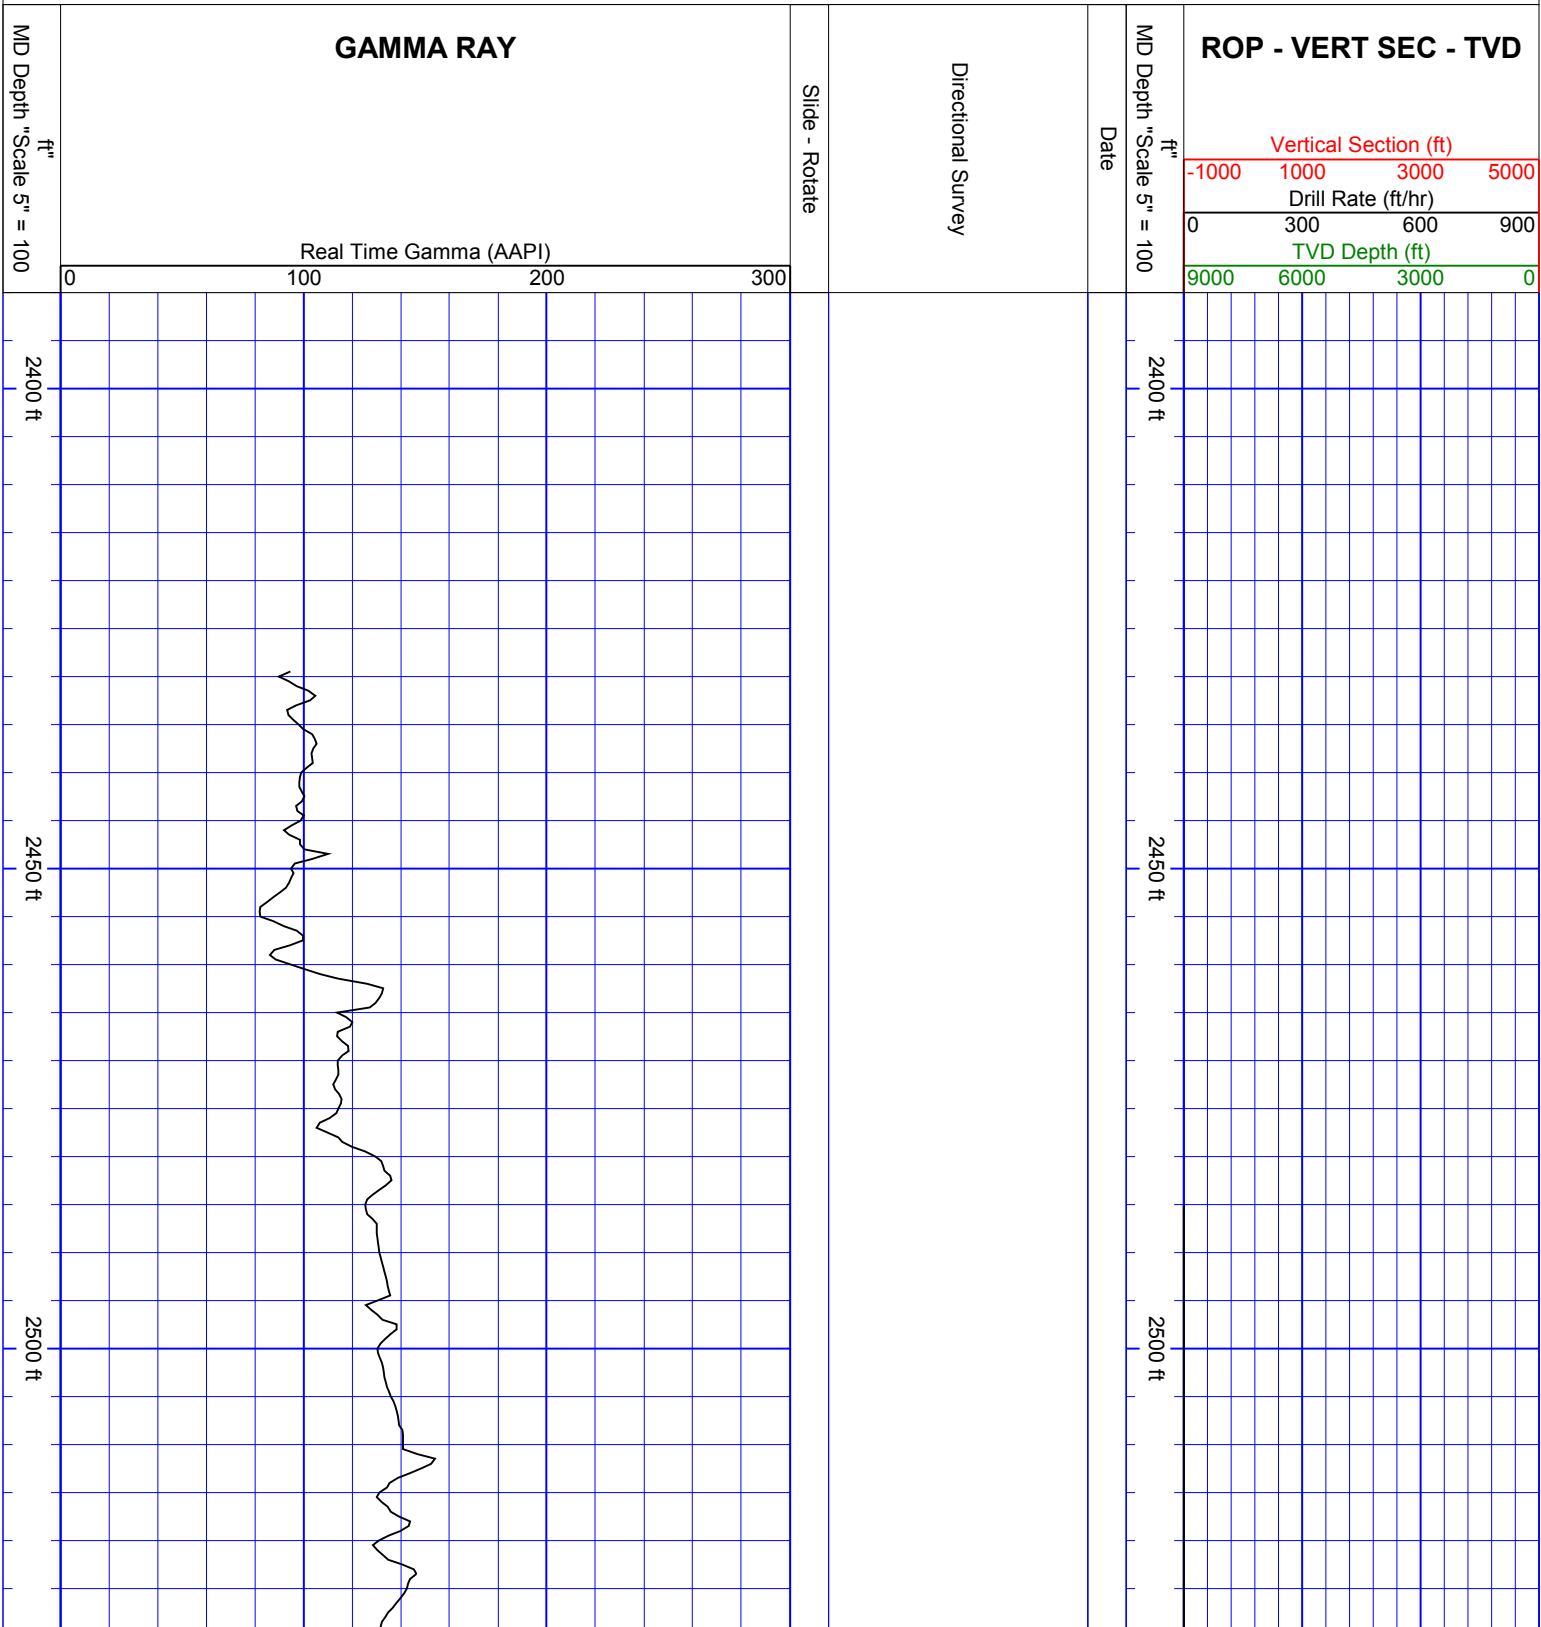 MD Depth "Scale 5" = 100
ft"
GAMMA RAY
Real Time Gamma (AAPI)
0 100 200 300
Slide - Rotate
Directional Survey
Date
MD Depth "Scale 5" = 100
ft"
ROP - VERT SEC - TVD
Vertical Section (ft)
-1000 1000 3000 5000
Drill Rate (ft/hr)
0 300 600 900
TVD Depth (ft)
9000 6000 3000 0
2400 ft
2400 ft
2450 ft
2450 ft
2500 ft
2500 ft